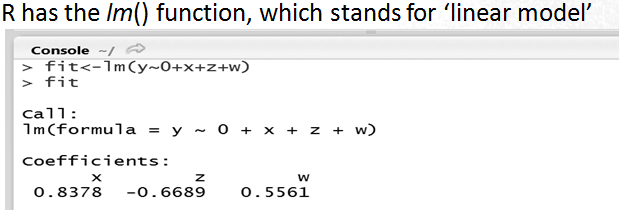 R has the lm() function, which stands for ‘linear model’
Console ~/
> fit<-lm(y~0+x+z+w)
> fit
Call:
lm(formula = y ~ 0 + x + z + w)
Coefficients:
x z w
0.8378 -0.6689 0.5561